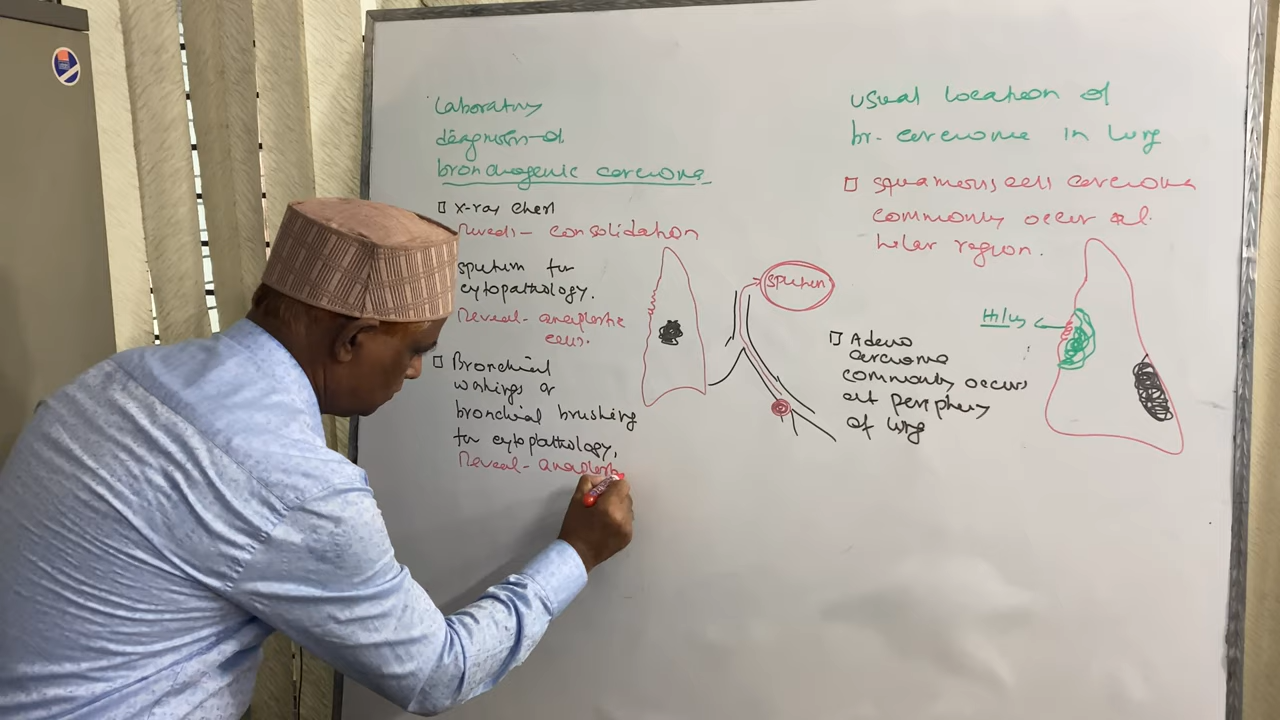 Laboratory
diagnosis of
bronchogenic carcinoma
X-ray chest
Reveals - consolidation
sputum for
cytopathology.
Reveal - anaplastic
cells.
Bronchial
washings or
bronchial brushing
for cytopathology,
Reveal - anaplastic
sputum
usual location of
br. carcinoma in lung
squamous cell carcinoma
commonly occur at
hilar region.
Hilus
Adeno
carcinoma
commonly occurs
at periphery
of lung